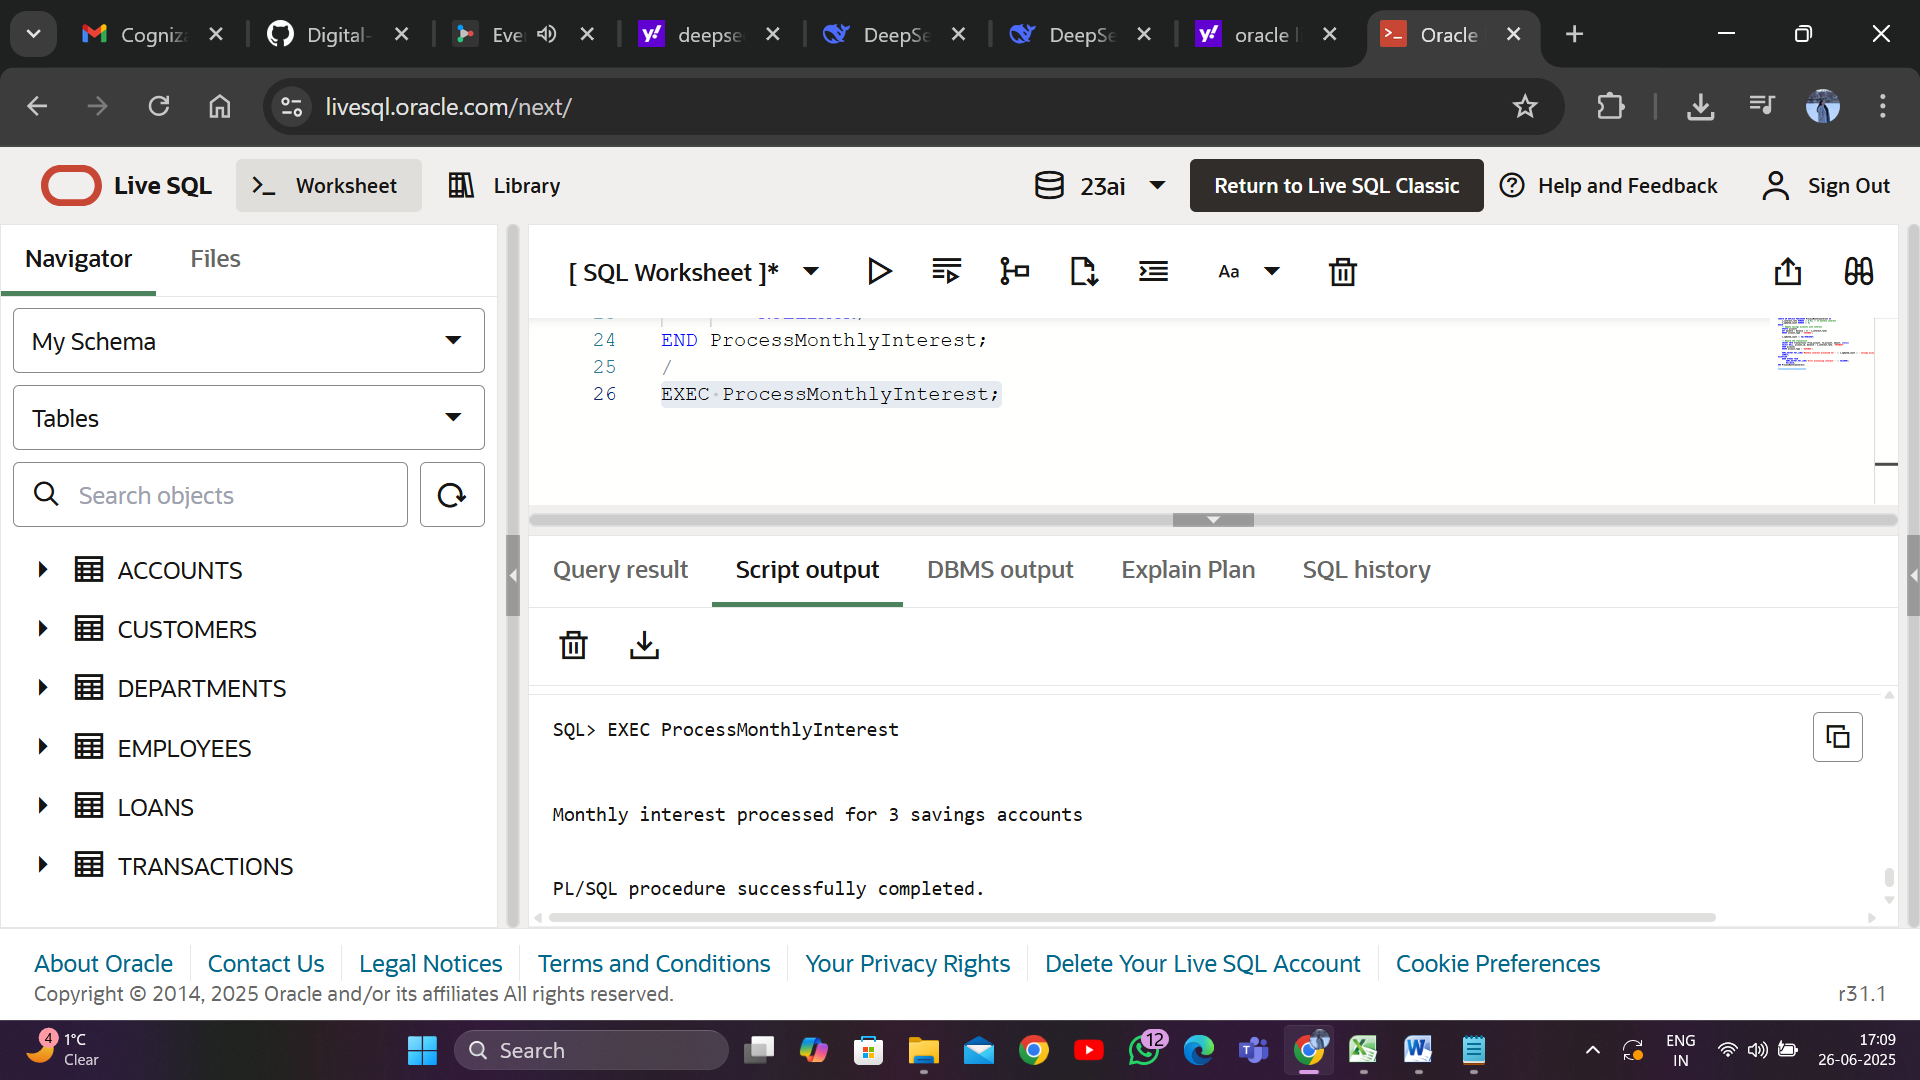 Cogniza
Digital-
Eve
deepse
DeepSe
DeepSe
oracle l
Oracle
livesql.oracle.com/next/
Live SQL
Worksheet
Library
23ai
Return to Live SQL Classic
Help and Feedback
Sign Out
Navigator
Files
[ SQL Worksheet ]*
Aa
My Schema
Tables
Search objects
ACCOUNTS
CUSTOMERS
DEPARTMENTS
EMPLOYEES
LOANS
TRANSACTIONS
24 END ProcessMonthlyInterest;
25 /
26 EXEC ProcessMonthlyInterest;
Query result
Script output
DBMS output
Explain Plan
SQL history
SQL> EXEC ProcessMonthlyInterest
Monthly interest processed for 3 savings accounts
PL/SQL procedure successfully completed.
About Oracle
Contact Us
Legal Notices
Terms and Conditions
Your Privacy Rights
Delete Your Live SQL Account
Cookie Preferences
Copyright © 2014, 2025 Oracle and/or its affiliates All rights reserved.
r31.1
4
1°C
Clear
Search
12
ENG
IN
17:09
26-06-2025